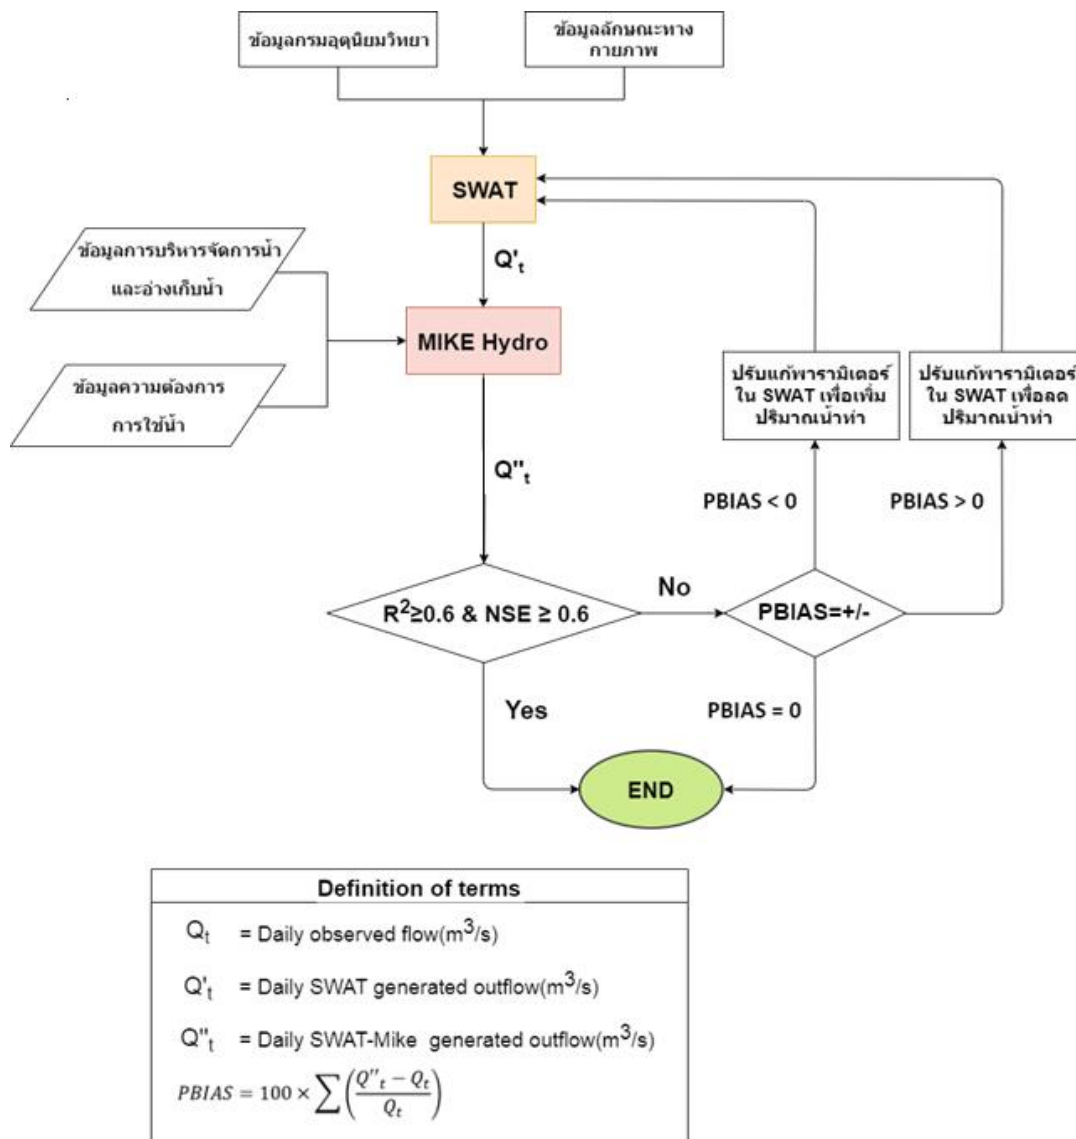 ข้อมูลกรมอุตุนิยมวิทยา
ข้อมูลลักษณะทาง
กายภาพ
SWAT
Q't
ข้อมูลการบริหารจัดการน้ำ
และอ่างเก็บน้ำ
MIKE Hydro
ข้อมูลความต้องการ
การใช้น้ำ
ปรับแก้พารามิเตอร์
ใน SWAT เพื่อเพิ่ม
ปริมาณน้ำท่า
ปรับแก้พารามิเตอร์
ใน SWAT เพื่อลด
ปริมาณน้ำท่า
Q''t
PBIAS < 0
PBIAS > 0
R²≥0.6 & NSE ≥ 0.6
No
PBIAS=+/-
Yes
PBIAS = 0
END
Definition of terms
Qt = Daily observed flow(m³/s)
Q't = Daily SWAT generated outflow(m³/s)
Q''t = Daily SWAT-Mike generated outflow(m³/s)
PBIAS = 100 × ∑ ((Q''t − Qt) / Qt)